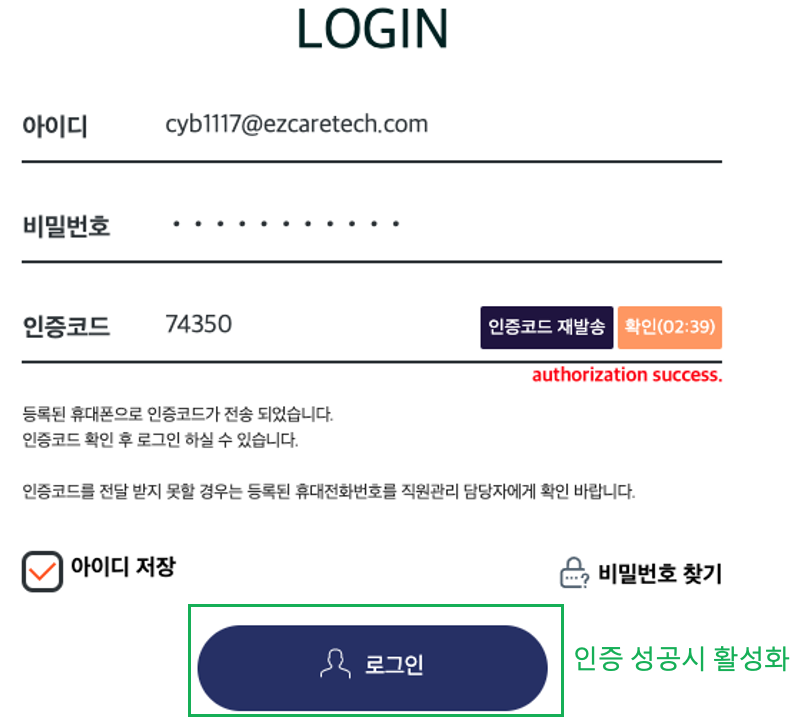 LOGIN
아이디 cyb1117@ezcaretech.com
비밀번호 ···········
인증코드 74350 인증코드 재발송 확인(02:39)
authorization success.
등록된 휴대폰으로 인증코드가 전송 되었습니다.
인증코드 확인 후 로그인 하실 수 있습니다.
인증코드를 전달 받지 못할 경우는 등록된 휴대전화번호를 직원관리 담당자에게 확인 바랍니다.
아이디 저장 비밀번호 찾기
로그인 인증 성공시 활성화